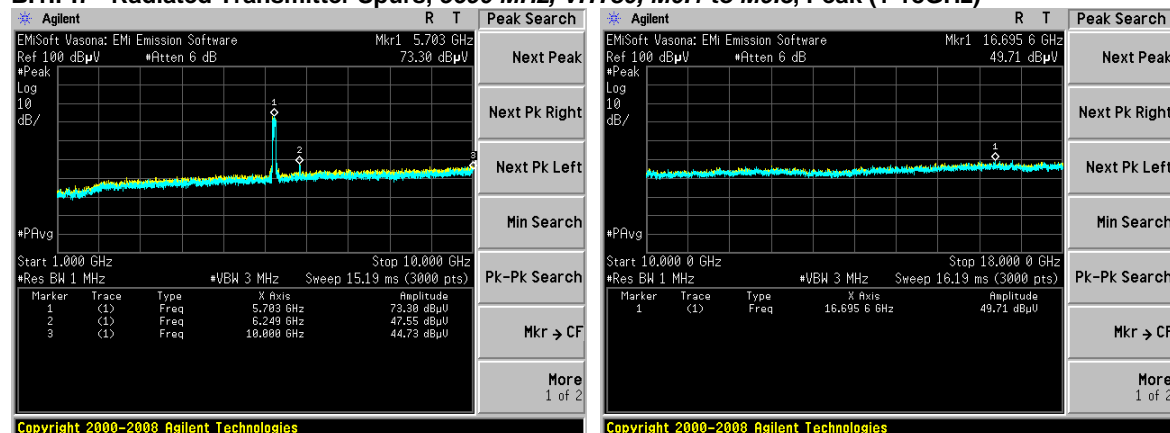 Agilent R T Peak Search
EMiSoft Vasona: EMi Emission Software Mkr1 5.703 GHz
Ref 100 dBµV #Atten 6 dB 73.30 dBµV
#Peak
Log
10
dB/
1
2
3
#PAvg
Start 1.000 GHz Stop 10.000 GHz
#Res BW 1 MHz #VBW 3 MHz Sweep 15.19 ms (3000 pts)
Marker Trace Type X Axis Amplitude
1 (1) Freq 5.703 GHz 73.30 dBµV
2 (1) Freq 6.249 GHz 47.55 dBµV
3 (1) Freq 10.000 GHz 44.73 dBµV
Next Peak
Next Pk Right
Next Pk Left
Min Search
Pk-Pk Search
Mkr → CF
More
1 of 2
Copyright 2000-2008 Agilent Technologies
Agilent R T Peak Search
EMiSoft Vasona: EMi Emission Software Mkr1 16.695 6 GHz
Ref 100 dBµV #Atten 6 dB 49.71 dBµV
#Peak
Log
10
dB/
1
#PAvg
Start 10.000 0 GHz Stop 18.000 0 GHz
#Res BW 1 MHz #VBW 3 MHz Sweep 16.19 ms (3000 pts)
Marker Trace Type X Axis Amplitude
1 (1) Freq 16.695 6 GHz 49.71 dBµV
Next Peak
Next Pk Right
Next Pk Left
Min Search
Pk-Pk Search
Mkr → CF
More
1 of 2
Copyright 2000-2008 Agilent Technologies